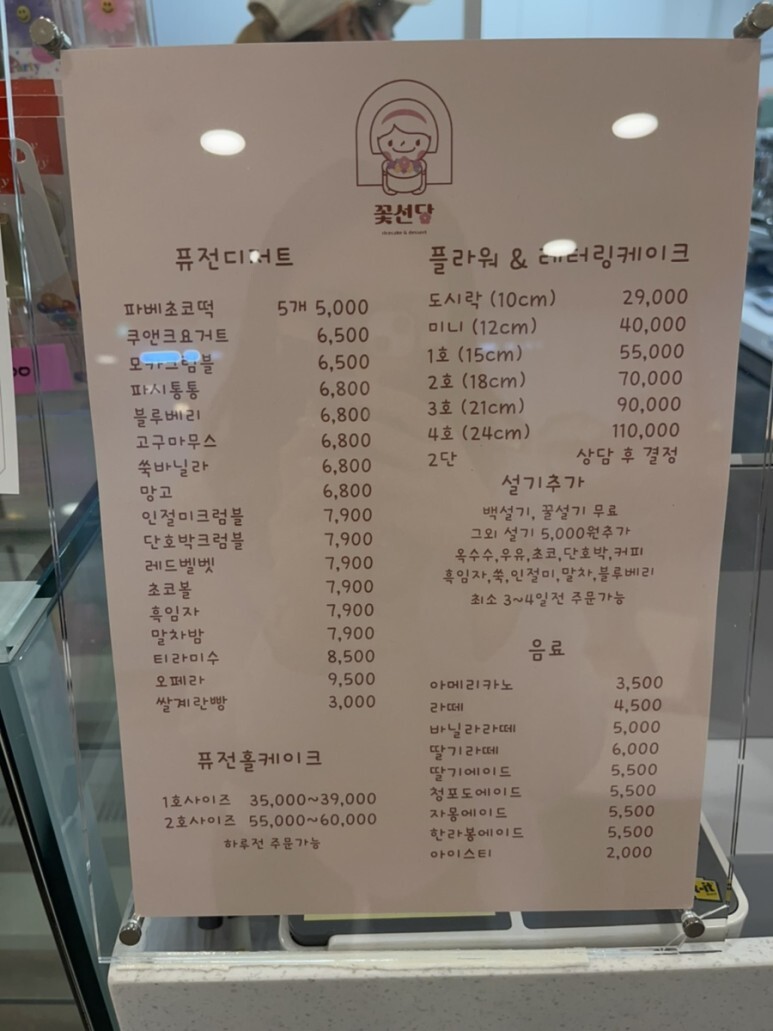 꽃선당
ricecake & dessert
퓨전디저트
파베초코떡 5개 5,000
쿠앤크요거트 6,500
모카크럼블 6,500
파시통통 6,800
블루베리 6,800
고구마무스 6,800
쑥바닐라 6,800
망고 6,800
인절미크럼블 7,900
단호박크럼블 7,900
레드벨벳 7,900
초코볼 7,900
흑임자 7,900
말차밤 7,900
티라미수 8,500
오페라 9,500
쌀계란빵 3,000
퓨전홀케이크
1호사이즈 35,000~39,000
2호사이즈 55,000~60,000
하루전 주문가능
플라워 & 레터링케이크
도시락 (10cm) 29,000
미니 (12cm) 40,000
1호 (15cm) 55,000
2호 (18cm) 70,000
3호 (21cm) 90,000
4호 (24cm) 110,000
2단 상담 후 결정
설기추가
백설기, 꿀설기 무료
그외 설기 5,000원추가
옥수수,우유,초코,단호박,커피
흑임자,쑥,인절미,말차,블루베리
최소 3~4일전 주문가능
음료
아메리카노 3,500
라떼 4,500
바닐라라떼 5,000
딸기라떼 6,000
딸기에이드 5,500
청포도에이드 5,500
자몽에이드 5,500
한라봉에이드 5,500
아이스티 2,000